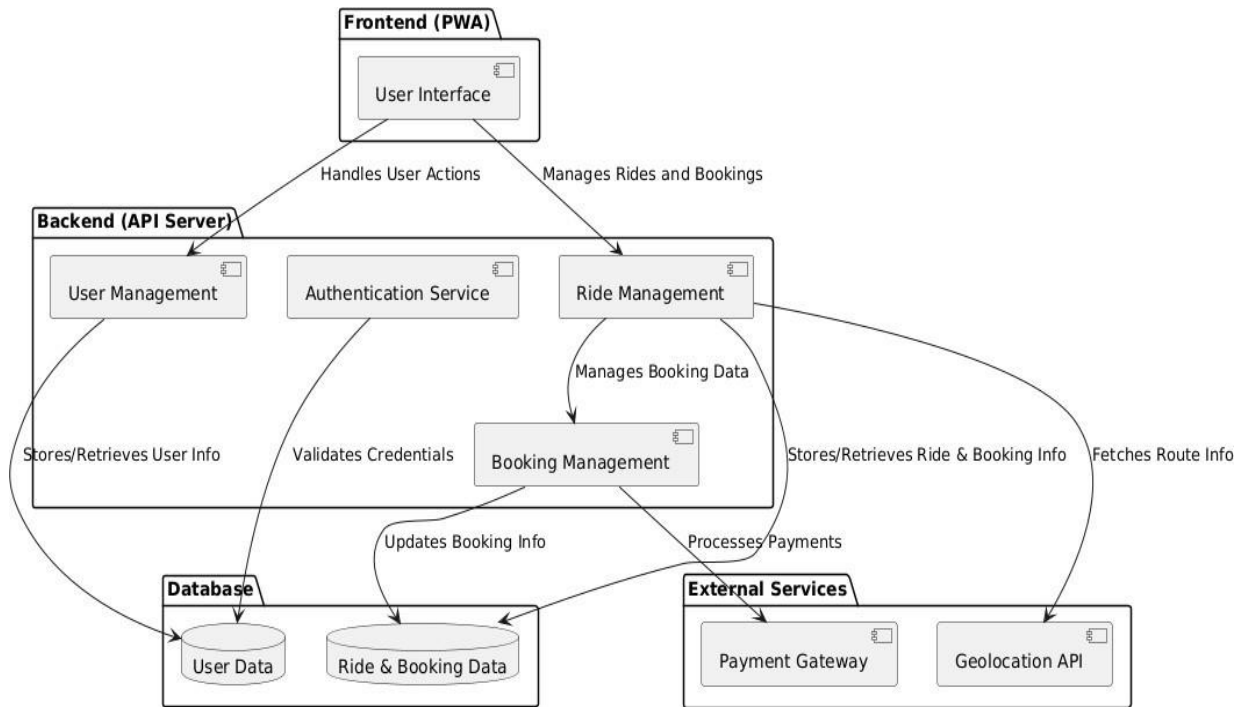 Frontend (PWA)
User Interface
Handles User Actions
Manages Rides and Bookings
Backend (API Server)
User Management
Authentication Service
Ride Management
Manages Booking Data
Stores/Retrieves User Info
Validates Credentials
Booking Management
Stores/Retrieves Ride & Booking Info
Fetches Route Info
Updates Booking Info
Processes Payments
Database
External Services
User Data
Ride & Booking Data
Payment Gateway
Geolocation API